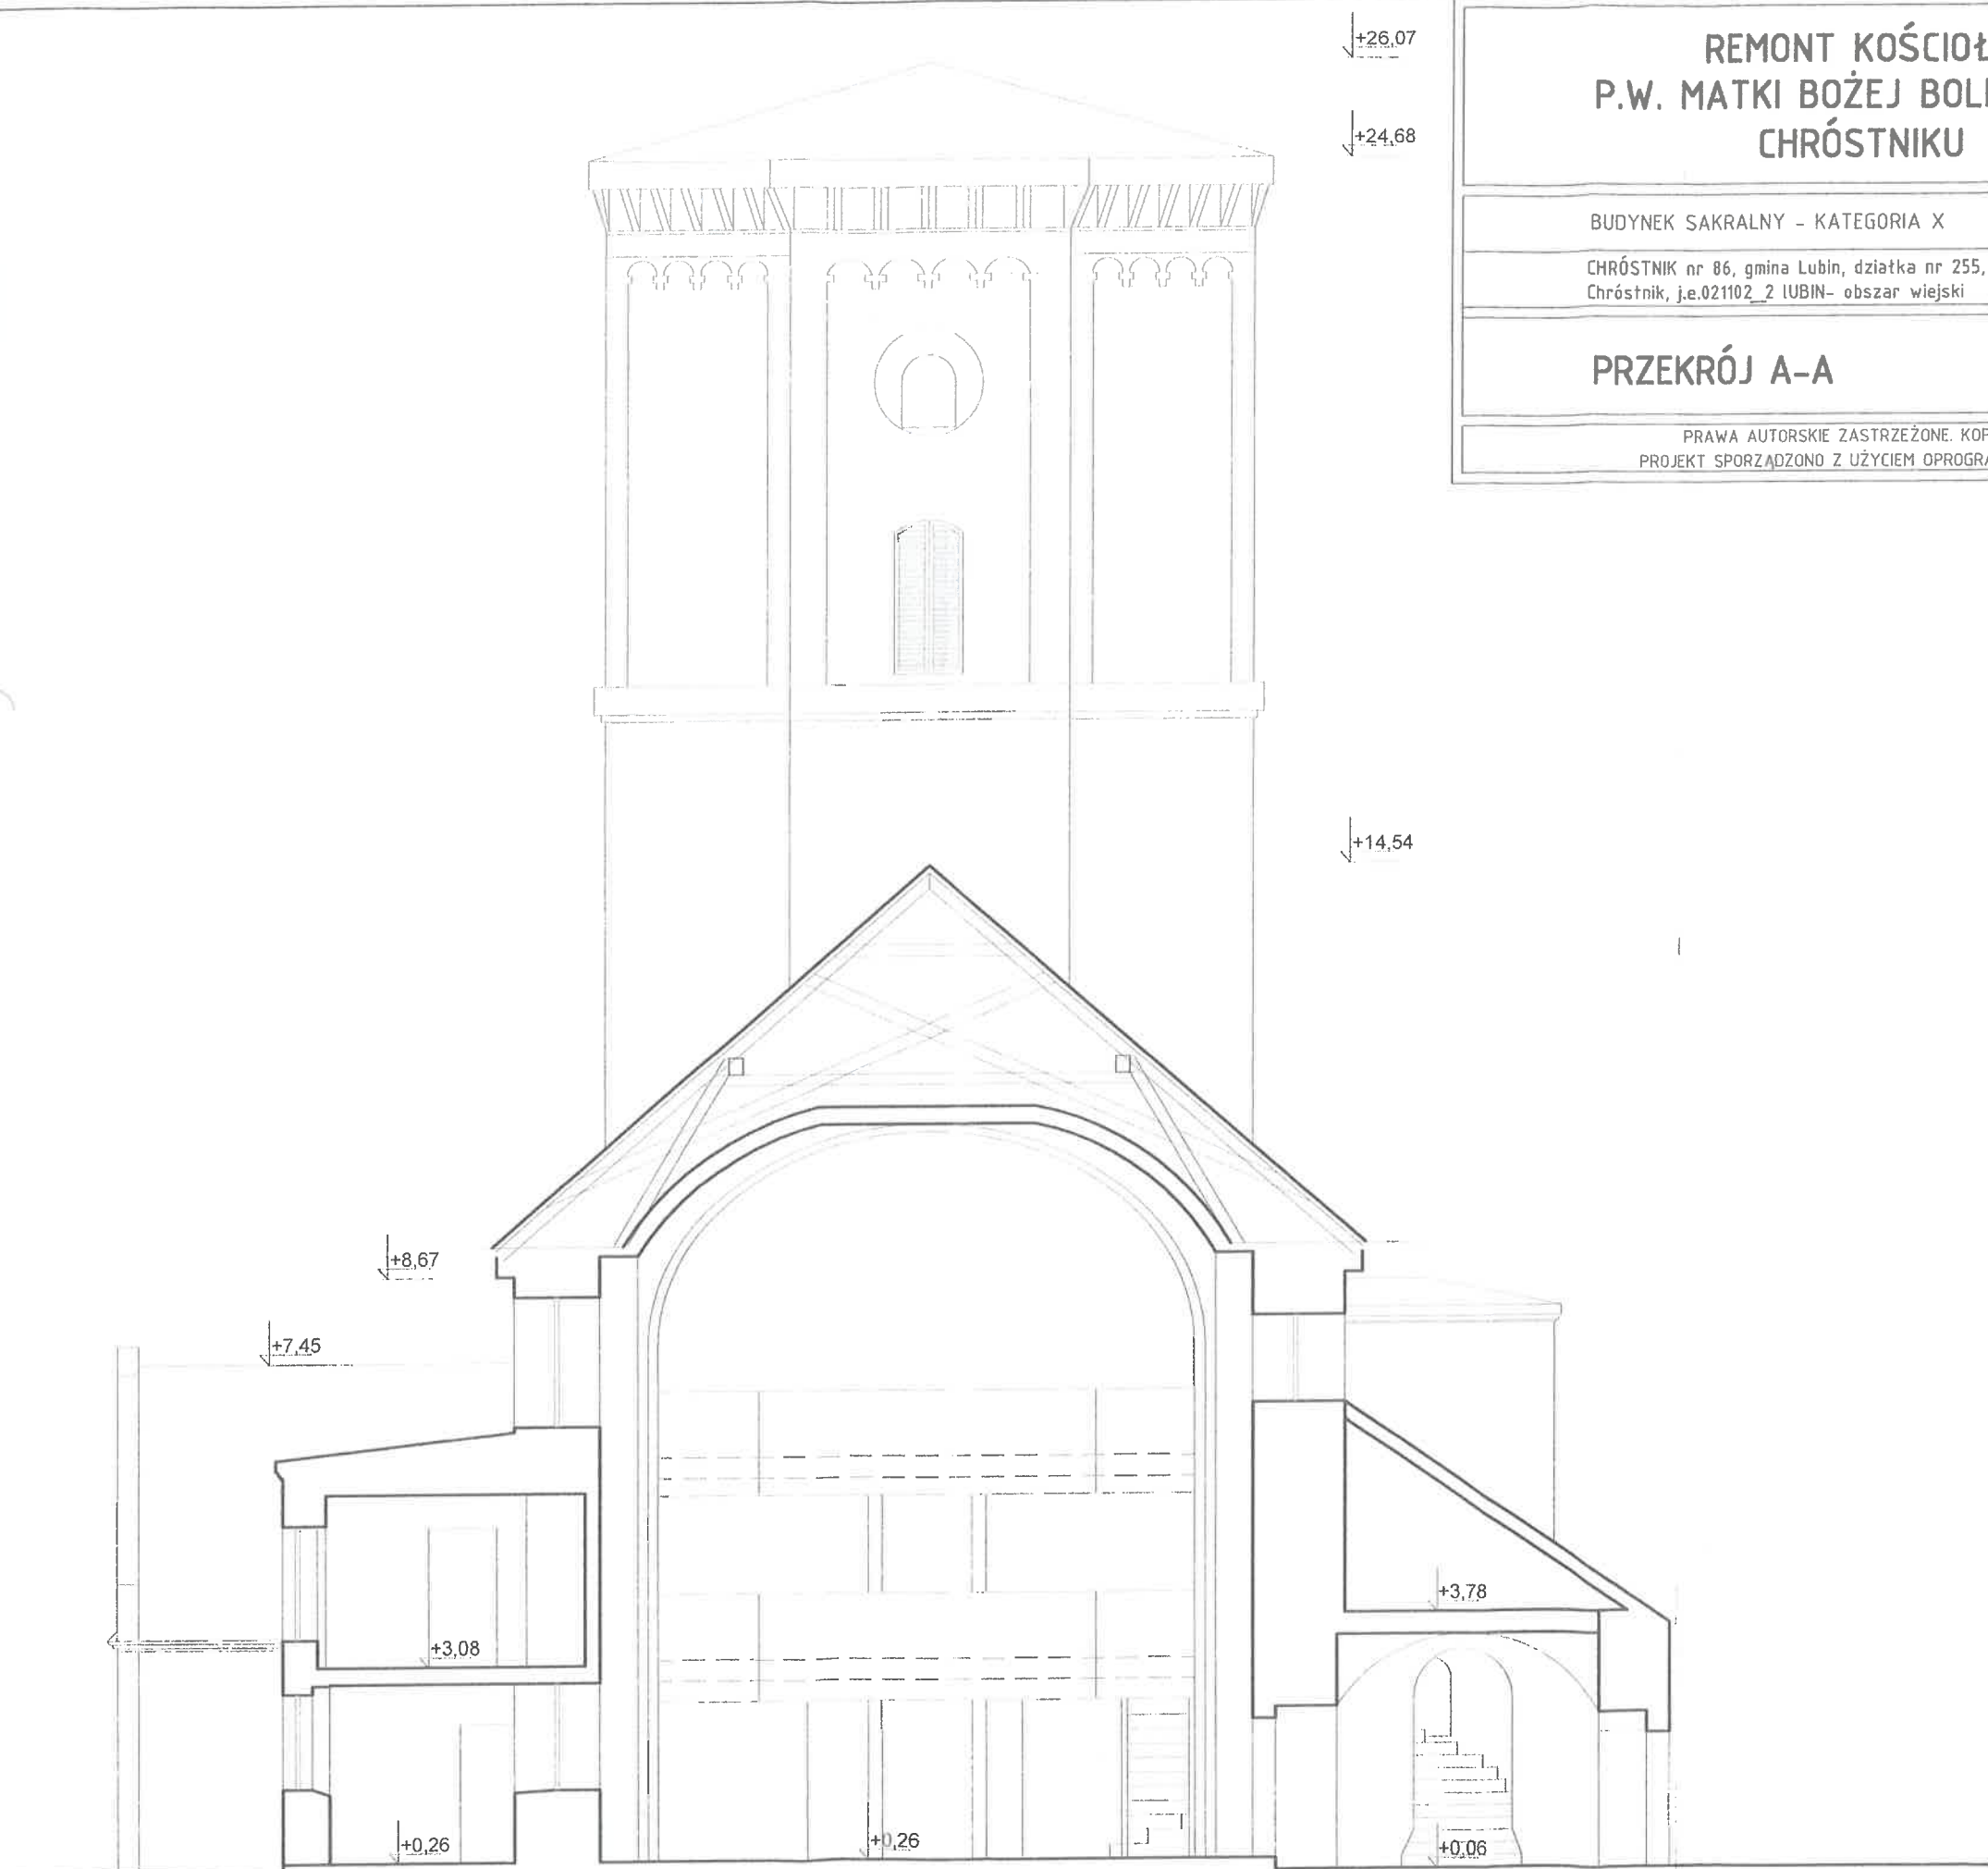 REMONT KOŚCIOŁ
P.W. MATKI BOŻEJ BOL
CHRÓSTNIKU
BUDYNEK SAKRALNY - KATEGORIA X
CHRÓSTNIK nr 86, gmina Lubin, działka nr 255,
Chróstnik, j.e.021102_2 lUBIN- obszar wiejski
PRZEKRÓJ A-A
PRAWA AUTORSKIE ZASTRZEŻONE. KOP
PROJEKT SPORZĄDZONO Z UŻYCIEM OPROGRA
+26,07
+24,68
+14,54
+8,67
+7,45
+3,78
+3,08
+0,26
+0,26
+0,06